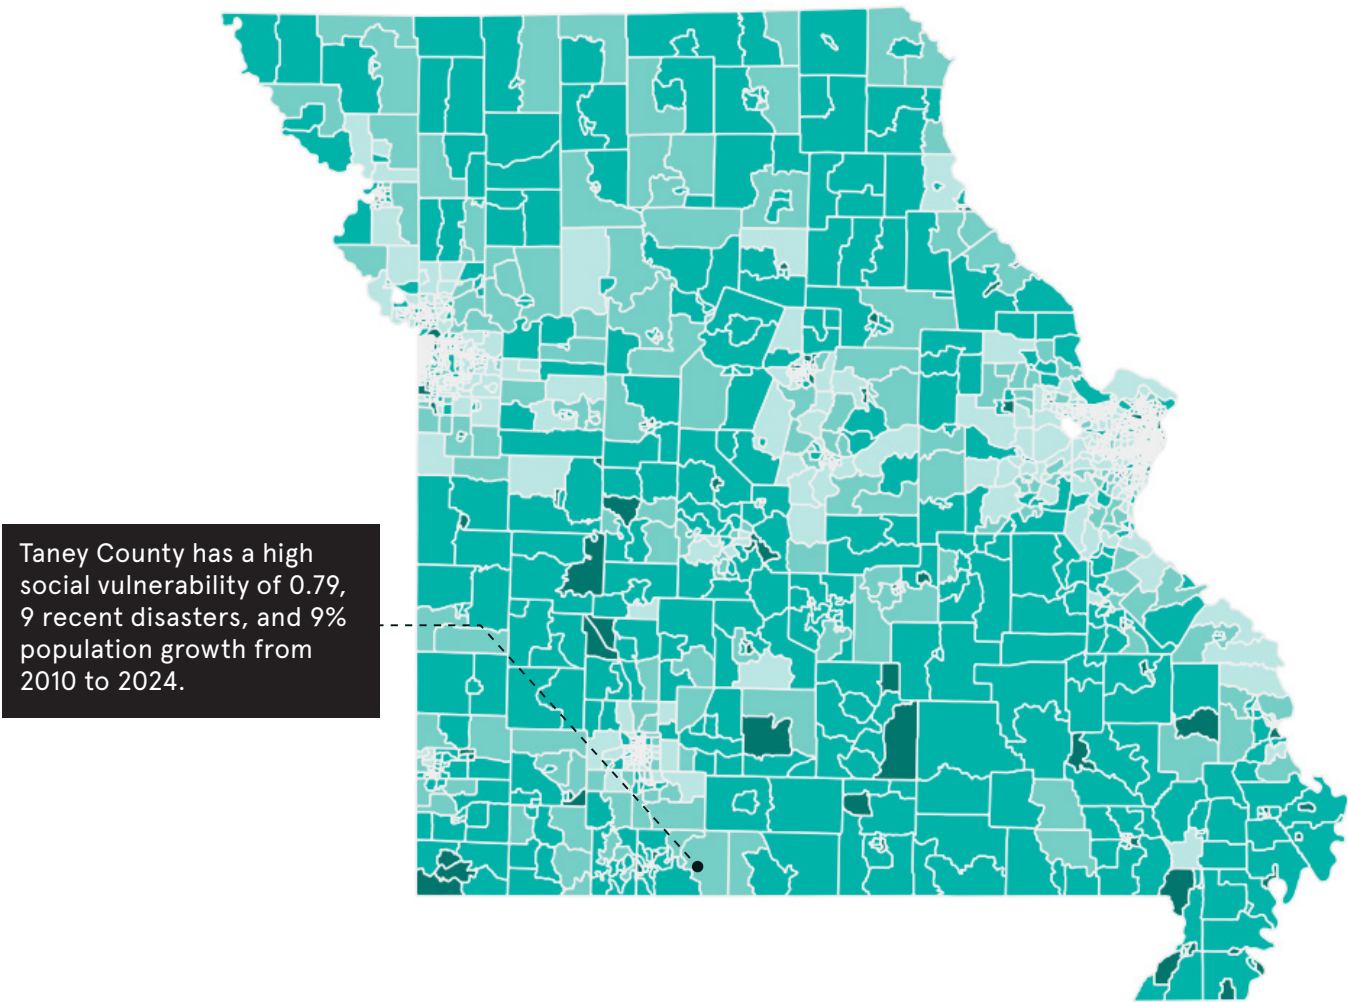 Taney County has a high
social vulnerability of 0.79,
9 recent disasters, and 9%
population growth from
2010 to 2024.